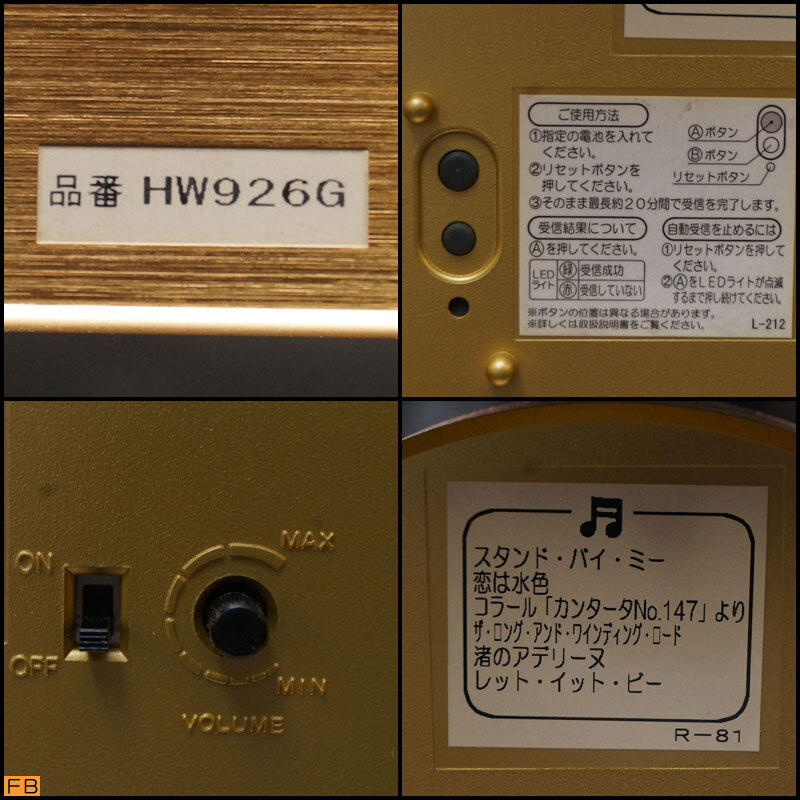 品番 HW926G
ご使用方法
①指定の電池を入れて
ください。
②リセットボタンを
押してください。
③そのまま最長約20分間で受信を完了します。
Ⓐボタン
Ⓑボタン
リセットボタン
受信結果について
Ⓐを押してください。
LED
ライト
緑 受信成功
赤 受信していない
自動受信を止めるには
①リセットボタンを押して
ください。
②ⒶをLEDライトが点滅
するまで押し続けてください。
※ボタンの位置は異なる場合があります。
※詳しくは取扱説明書をご覧ください。
L-212
ON
OFF
MAX
MIN
VOLUME
スタンド・バイ・ミー
恋は水色
コラール「カンタータNo.147」より
ザ・ロング・アンド・ワインディング・ロード
渚のアデリーヌ
レット・イット・ビー
R-81
FB